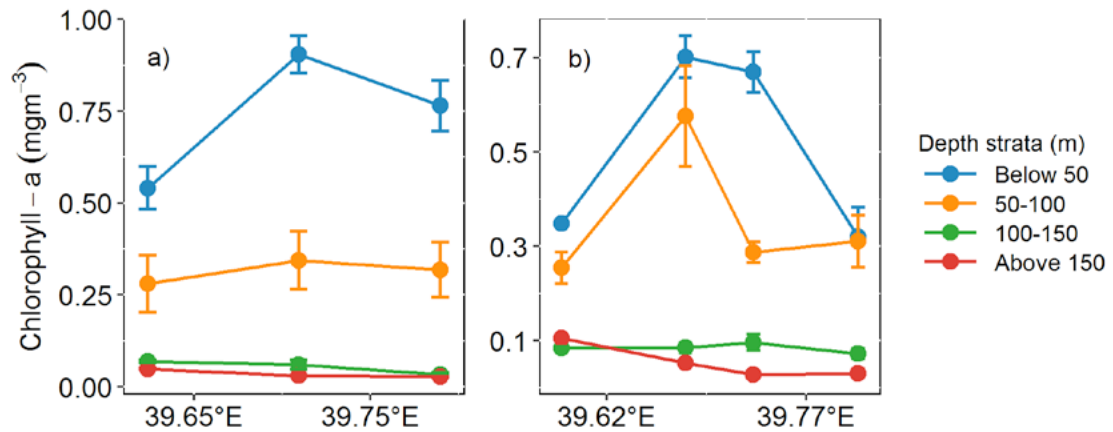 Chlorophyll – a (mgm⁻³)
a)
1.00
0.75
0.50
0.25
0.00
39.65°E
39.75°E
b)
0.7
0.5
0.3
0.1
39.62°E
39.77°E
Depth strata (m)
Below 50
50-100
100-150
Above 150